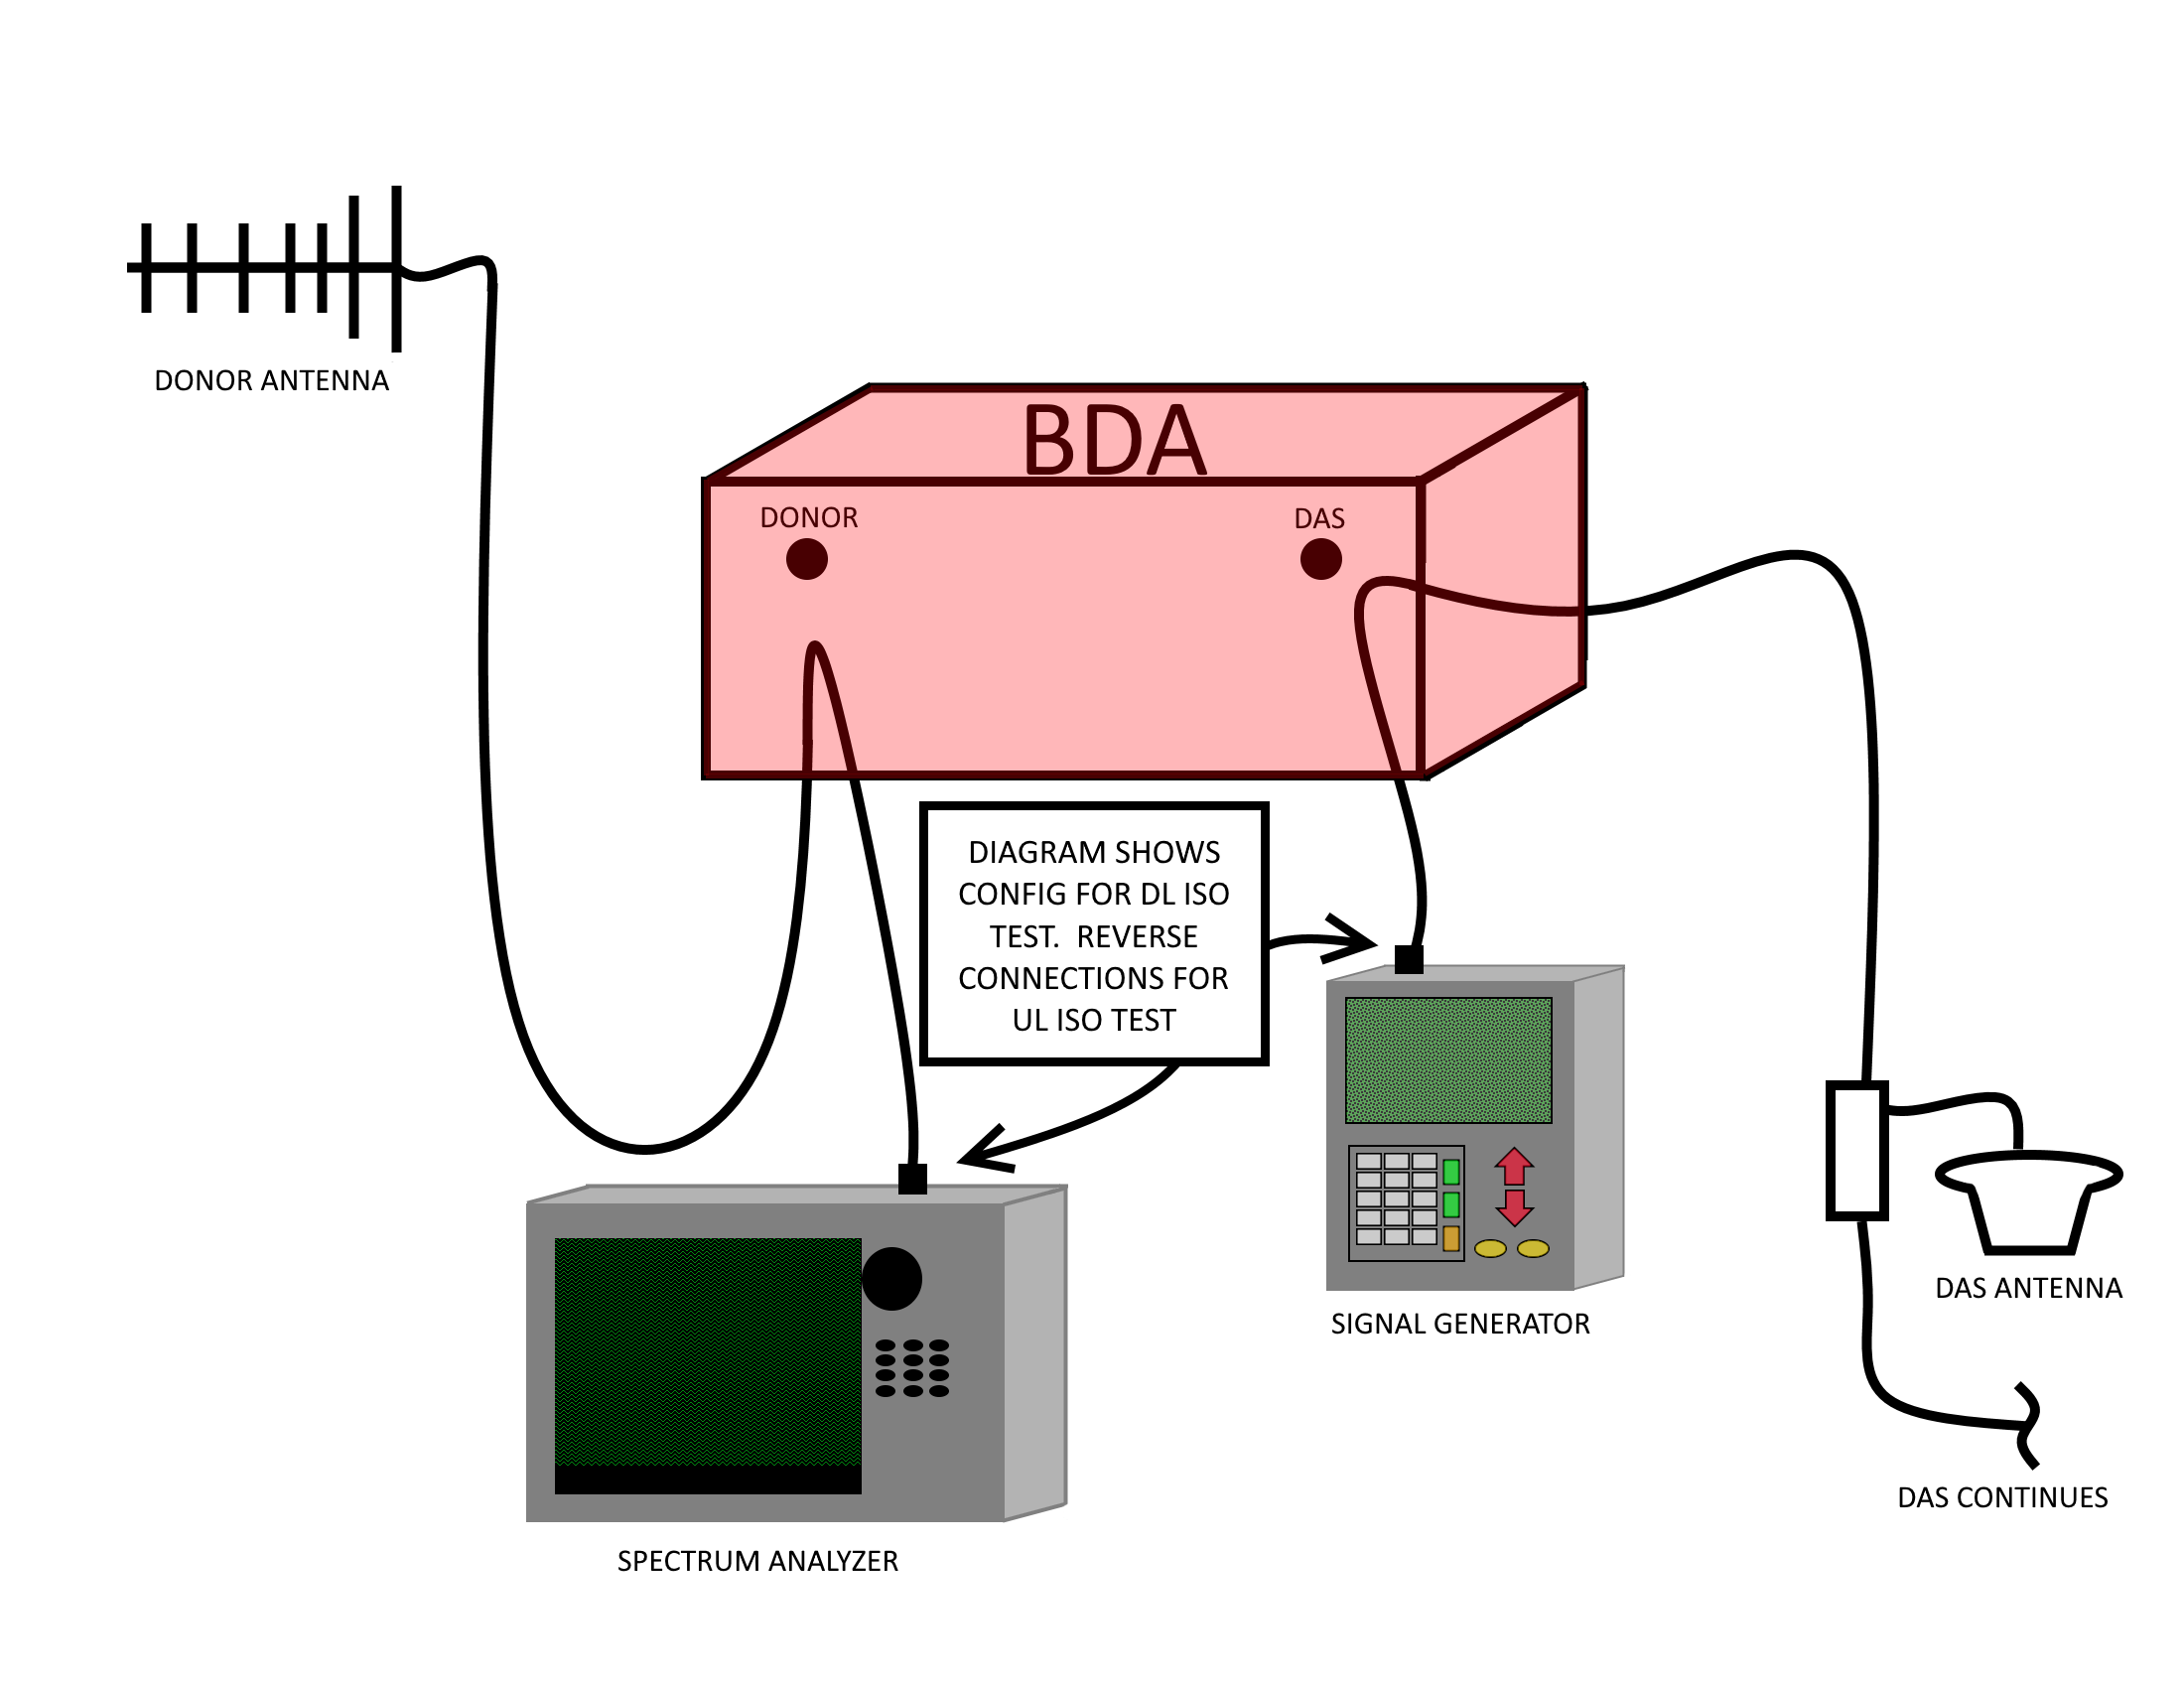 DONOR ANTENNA
BDA
DONOR
DAS
DIAGRAM SHOWS
CONFIG FOR DL ISO
TEST.  REVERSE
CONNECTIONS FOR
UL ISO TEST
SIGNAL GENERATOR
DAS ANTENNA
DAS CONTINUES
SPECTRUM ANALYZER